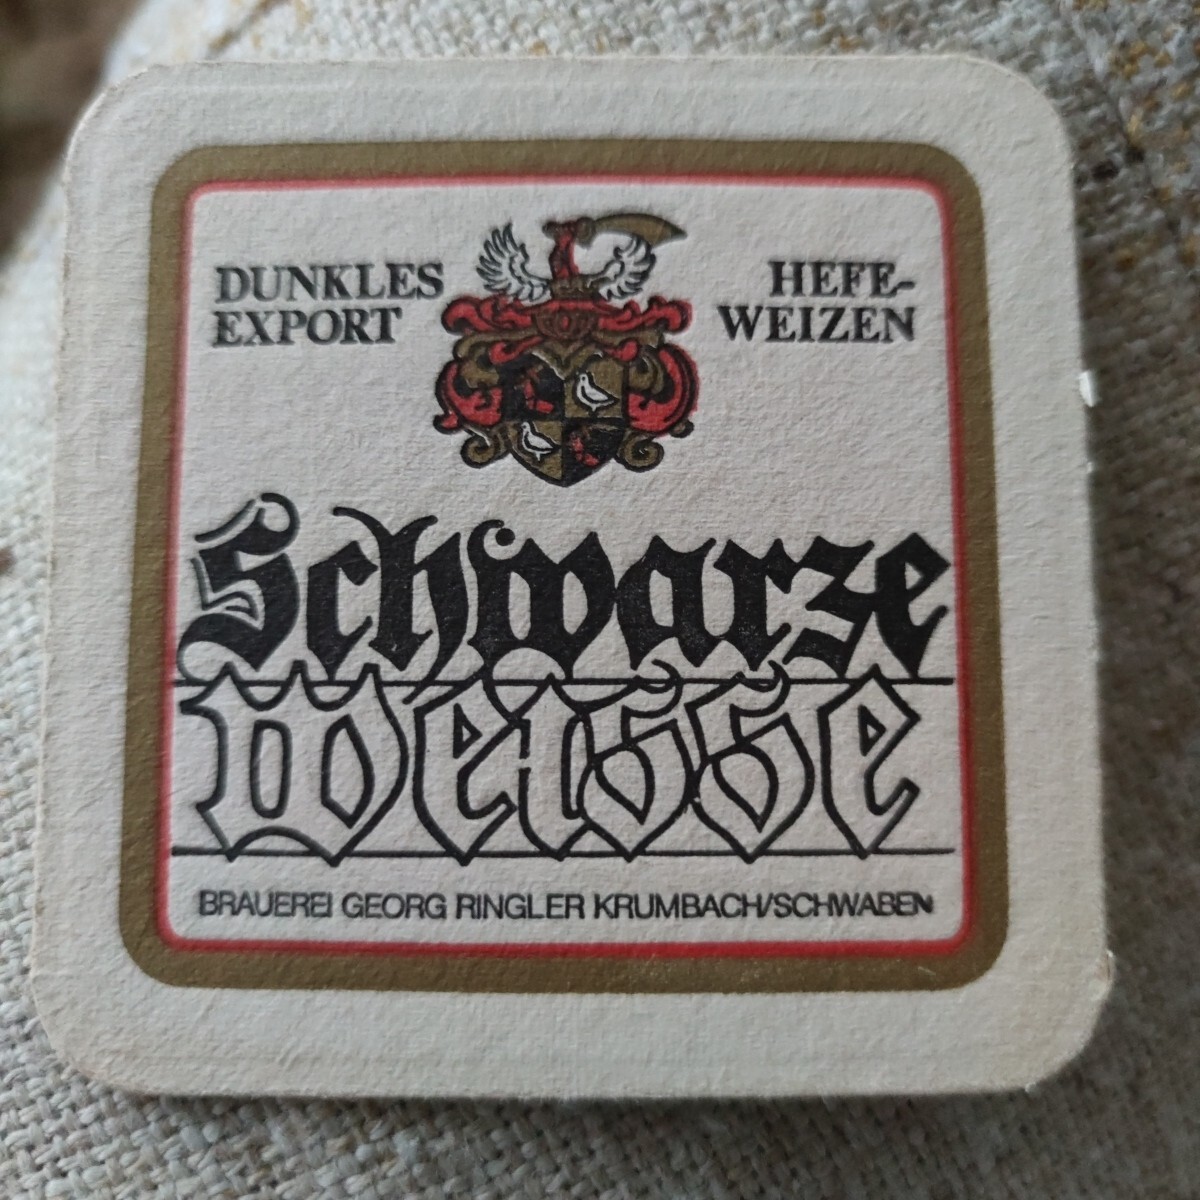 DUNKLES
EXPORT
HEFE-
WEIZEN
Schwarze
Weisse
BRAUEREI GEORG RINGLER KRUMBACH/SCHWABEN